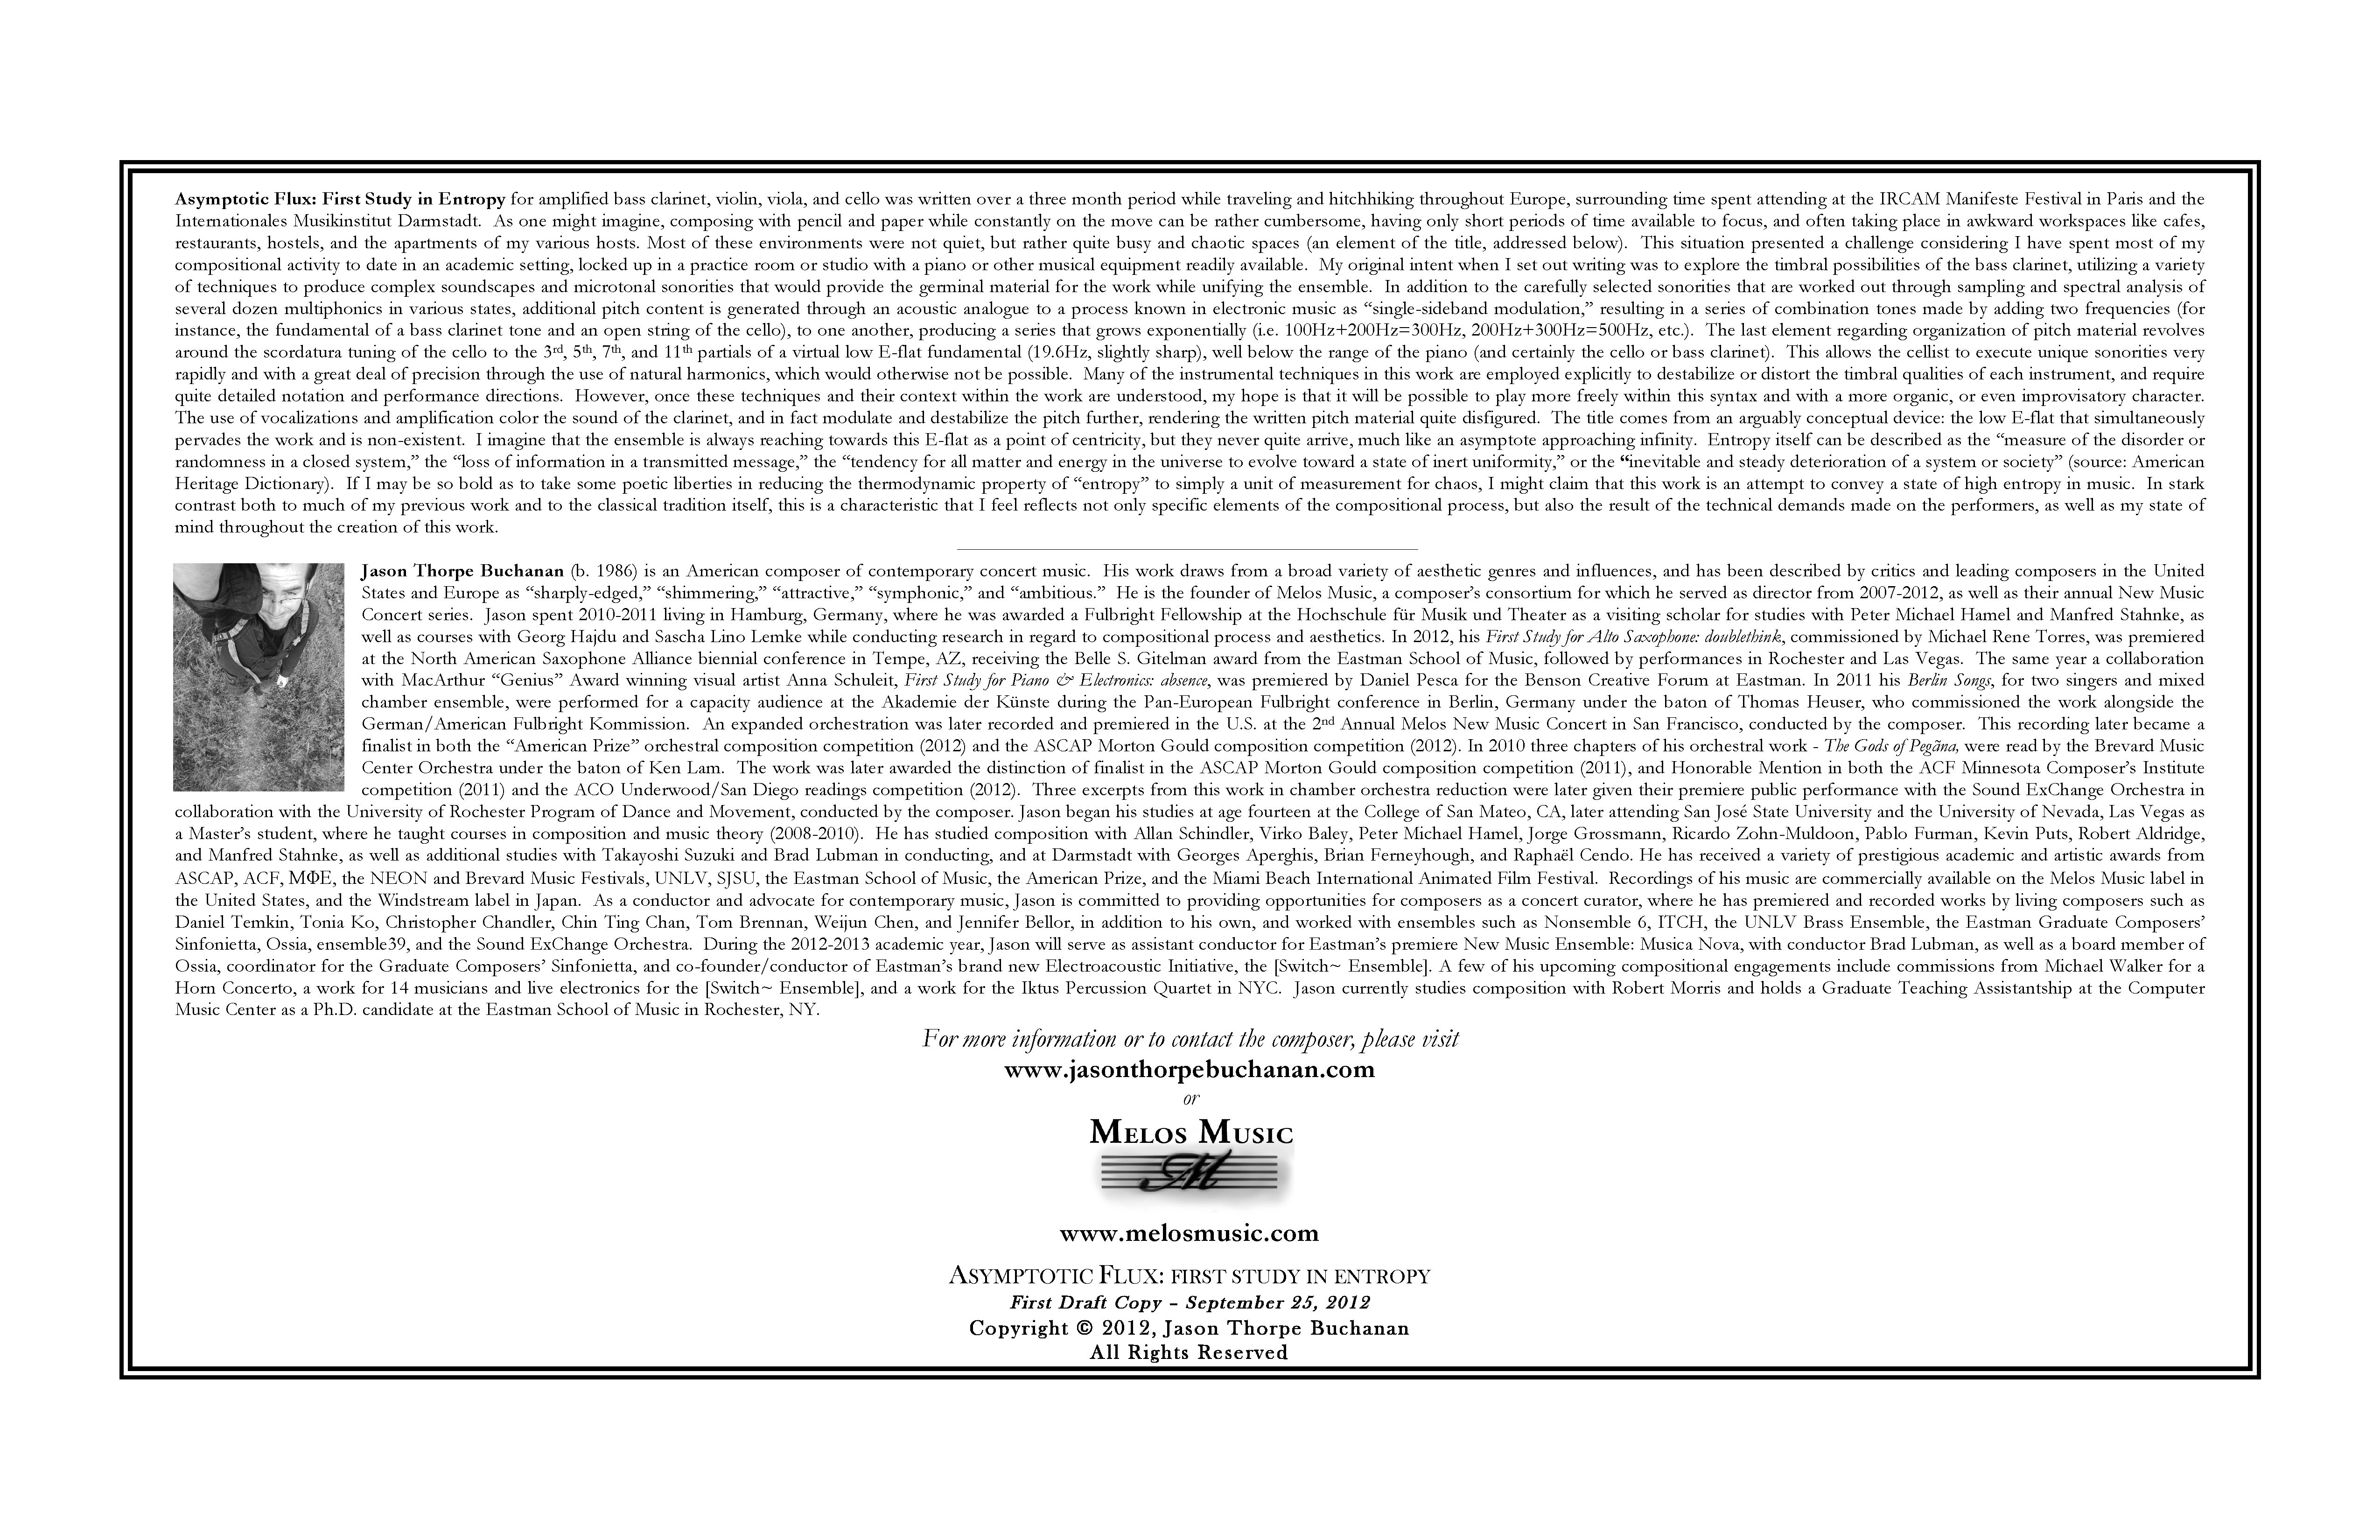 Asymptotic Flux: First Study in Entropy for amplified bass clarinet, violin, viola, and cello was written over a three month period while traveling and hitchhiking throughout Europe, surrounding time spent attending at the IRCAM Manifeste Festival in Paris and the
Internationales Musikinstitut Darmstadt.  As one might imagine, composing with pencil and paper while constantly on the move can be rather cumbersome, having only short periods of time available to focus, and often taking place in awkward workspaces like cafes,
restaurants, hostels, and the apartments of my various hosts. Most of these environments were not quiet, but rather quite busy and chaotic spaces (an element of the title, addressed below).  This situation presented a challenge considering I have spent most of my
compositional activity to date in an academic setting, locked up in a practice room or studio with a piano or other musical equipment readily available.  My original intent when I set out writing was to explore the timbral possibilities of the bass clarinet, utilizing a variety
of techniques to produce complex soundscapes and microtonal sonorities that would provide the germinal material for the work while unifying the ensemble.  In addition to the carefully selected sonorities that are worked out through sampling and spectral analysis of
several dozen multiphonics in various states, additional pitch content is generated through an acoustic analogue to a process known in electronic music as “single-sideband modulation,” resulting in a series of combination tones made by adding two frequencies (for
instance, the fundamental of a bass clarinet tone and an open string of the cello), to one another, producing a series that grows exponentially (i.e. 100Hz+200Hz=300Hz, 200Hz+300Hz=500Hz, etc.).  The last element regarding organization of pitch material revolves
around the scordatura tuning of the cello to the 3rd, 5th, 7th, and 11th partials of a virtual low E-flat fundamental (19.6Hz, slightly sharp), well below the range of the piano (and certainly the cello or bass clarinet).  This allows the cellist to execute unique sonorities very
rapidly and with a great deal of precision through the use of natural harmonics, which would otherwise not be possible.  Many of the instrumental techniques in this work are employed explicitly to destabilize or distort the timbral qualities of each instrument, and require
quite detailed notation and performance directions.  However, once these techniques and their context within the work are understood, my hope is that it will be possible to play more freely within this syntax and with a more organic, or even improvisatory character.
The use of vocalizations and amplification color the sound of the clarinet, and in fact modulate and destabilize the pitch further, rendering the written pitch material quite disfigured.  The title comes from an arguably conceptual device: the low E-flat that simultaneously
pervades the work and is non-existent.  I imagine that the ensemble is always reaching towards this E-flat as a point of centricity, but they never quite arrive, much like an asymptote approaching infinity.  Entropy itself can be described as the “measure of the disorder or
randomness in a closed system,” the “loss of information in a transmitted message,” the “tendency for all matter and energy in the universe to evolve toward a state of inert uniformity,” or the “inevitable and steady deterioration of a system or society” (source: American
Heritage Dictionary).  If I may be so bold as to take some poetic liberties in reducing the thermodynamic property of “entropy” to simply a unit of measurement for chaos, I might claim that this work is an attempt to convey a state of high entropy in music.  In stark
contrast both to much of my previous work and to the classical tradition itself, this is a characteristic that I feel reflects not only specific elements of the compositional process, but also the result of the technical demands made on the performers, as well as my state of
mind throughout the creation of this work.
Jason Thorpe Buchanan (b. 1986) is an American composer of contemporary concert music.  His work draws from a broad variety of aesthetic genres and influences, and has been described by critics and leading composers in the United
States and Europe as “sharply-edged,” “shimmering,” “attractive,” “symphonic,” and “ambitious.”  He is the founder of Melos Music, a composer’s consortium for which he served as director from 2007-2012, as well as their annual New Music
Concert series.  Jason spent 2010-2011 living in Hamburg, Germany, where he was awarded a Fulbright Fellowship at the Hochschule für Musik und Theater as a visiting scholar for studies with Peter Michael Hamel and Manfred Stahnke, as
well as courses with Georg Hajdu and Sascha Lino Lemke while conducting research in regard to compositional process and aesthetics. In 2012, his First Study for Alto Saxophone: doublethink, commissioned by Michael Rene Torres, was premiered
at the North American Saxophone Alliance biennial conference in Tempe, AZ, receiving the Belle S. Gitelman award from the Eastman School of Music, followed by performances in Rochester and Las Vegas.  The same year a collaboration
with MacArthur “Genius” Award winning visual artist Anna Schuleit, First Study for Piano & Electronics: absence, was premiered by Daniel Pesca for the Benson Creative Forum at Eastman. In 2011 his Berlin Songs, for two singers and mixed
chamber ensemble, were performed for a capacity audience at the Akademie der Künste during the Pan-European Fulbright conference in Berlin, Germany under the baton of Thomas Heuser, who commissioned the work alongside the
German/American Fulbright Kommission.  An expanded orchestration was later recorded and premiered in the U.S. at the 2nd Annual Melos New Music Concert in San Francisco, conducted by the composer.  This recording later became a
finalist in both the “American Prize” orchestral composition competition (2012) and the ASCAP Morton Gould composition competition (2012). In 2010 three chapters of his orchestral work - The Gods of Pegãna, were read by the Brevard Music
Center Orchestra under the baton of Ken Lam.  The work was later awarded the distinction of finalist in the ASCAP Morton Gould composition competition (2011), and Honorable Mention in both the ACF Minnesota Composer’s Institute
competition (2011) and the ACO Underwood/San Diego readings competition (2012).  Three excerpts from this work in chamber orchestra reduction were later given their premiere public performance with the Sound ExChange Orchestra in
collaboration with the University of Rochester Program of Dance and Movement, conducted by the composer. Jason began his studies at age fourteen at the College of San Mateo, CA, later attending San José State University and the University of Nevada, Las Vegas as
a Master’s student, where he taught courses in composition and music theory (2008-2010).  He has studied composition with Allan Schindler, Virko Baley, Peter Michael Hamel, Jorge Grossmann, Ricardo Zohn-Muldoon, Pablo Furman, Kevin Puts, Robert Aldridge,
and Manfred Stahnke, as well as additional studies with Takayoshi Suzuki and Brad Lubman in conducting, and at Darmstadt with Georges Aperghis, Brian Ferneyhough, and Raphaël Cendo. He has received a variety of prestigious academic and artistic awards from
ASCAP, ACF, ΜΦΕ, the NEON and Brevard Music Festivals, UNLV, SJSU, the Eastman School of Music, the American Prize, and the Miami Beach International Animated Film Festival.  Recordings of his music are commercially available on the Melos Music label in
the United States, and the Windstream label in Japan.  As a conductor and advocate for contemporary music, Jason is committed to providing opportunities for composers as a concert curator, where he has premiered and recorded works by living composers such as
Daniel Temkin, Tonia Ko, Christopher Chandler, Chin Ting Chan, Tom Brennan, Weijun Chen, and Jennifer Bellor, in addition to his own, and worked with ensembles such as Nonsemble 6, ITCH, the UNLV Brass Ensemble, the Eastman Graduate Composers’
Sinfonietta, Ossia, ensemble39, and the Sound ExChange Orchestra.  During the 2012-2013 academic year, Jason will serve as assistant conductor for Eastman’s premiere New Music Ensemble: Musica Nova, with conductor Brad Lubman, as well as a board member of
Ossia, coordinator for the Graduate Composers’ Sinfonietta, and co-founder/conductor of Eastman’s brand new Electroacoustic Initiative, the [Switch~ Ensemble]. A few of his upcoming compositional engagements include commissions from Michael Walker for a
Horn Concerto, a work for 14 musicians and live electronics for the [Switch~ Ensemble], and a work for the Iktus Percussion Quartet in NYC.  Jason currently studies composition with Robert Morris and holds a Graduate Teaching Assistantship at the Computer
Music Center as a Ph.D. candidate at the Eastman School of Music in Rochester, NY.
For more information or to contact the composer, please visit
www.jasonthorpebuchanan.com
or
MELOS MUSIC
M
www.melosmusic.com
ASYMPTOTIC FLUX: FIRST STUDY IN ENTROPY
First Draft Copy – September 25, 2012
Copyright © 2012, Jason Thorpe Buchanan
All Rights Reserved